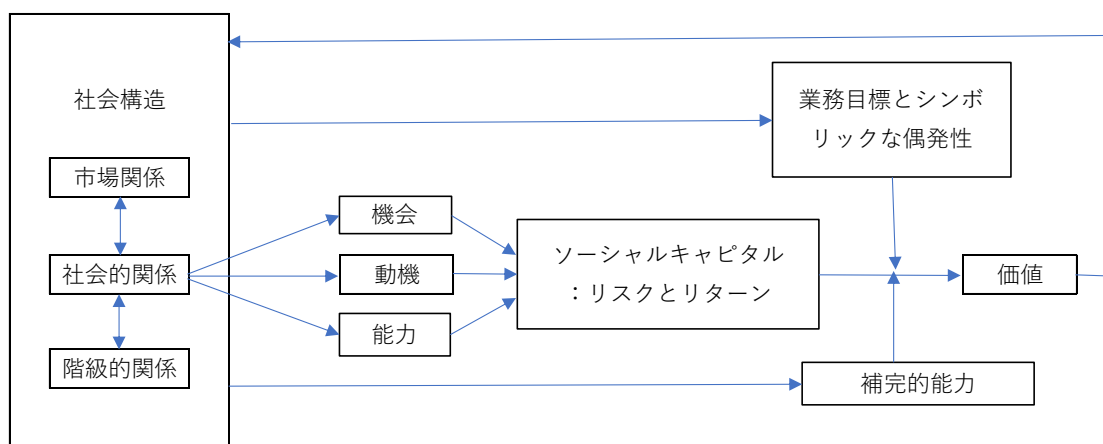 社会構造
市場関係
社会的関係
階級的関係
機会
動機
能力
ソーシャルキャピタル
：リスクとリターン
業務目標とシンボ
リックな偶発性
補完的能力
価値